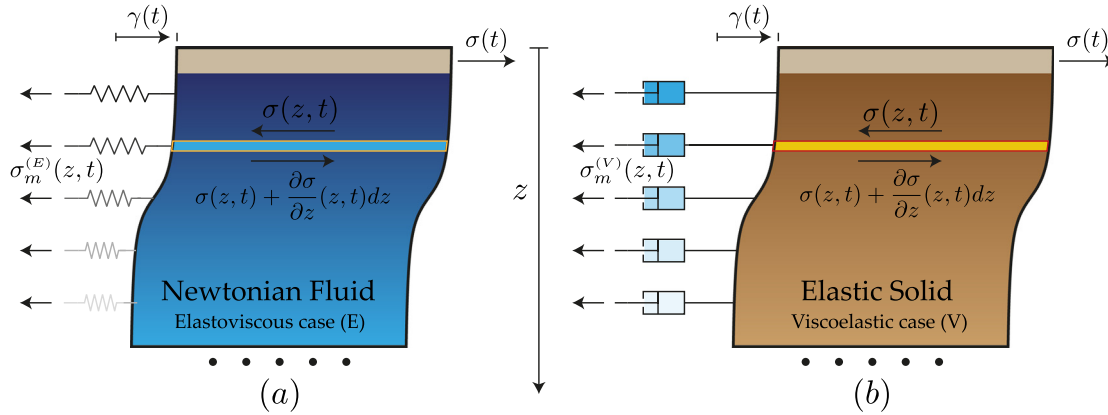 γ(t)
σ(t)
σ(z, t)
σ_m^(E)(z, t)
σ(z, t) + ∂σ/∂z (z, t)dz
Newtonian Fluid
Elastoviscous case (E)
(a)
z
γ(t)
σ(t)
σ(z, t)
σ_m^(V)(z, t)
σ(z, t) + ∂σ/∂z (z, t)dz
Elastic Solid
Viscoelastic case (V)
(b)